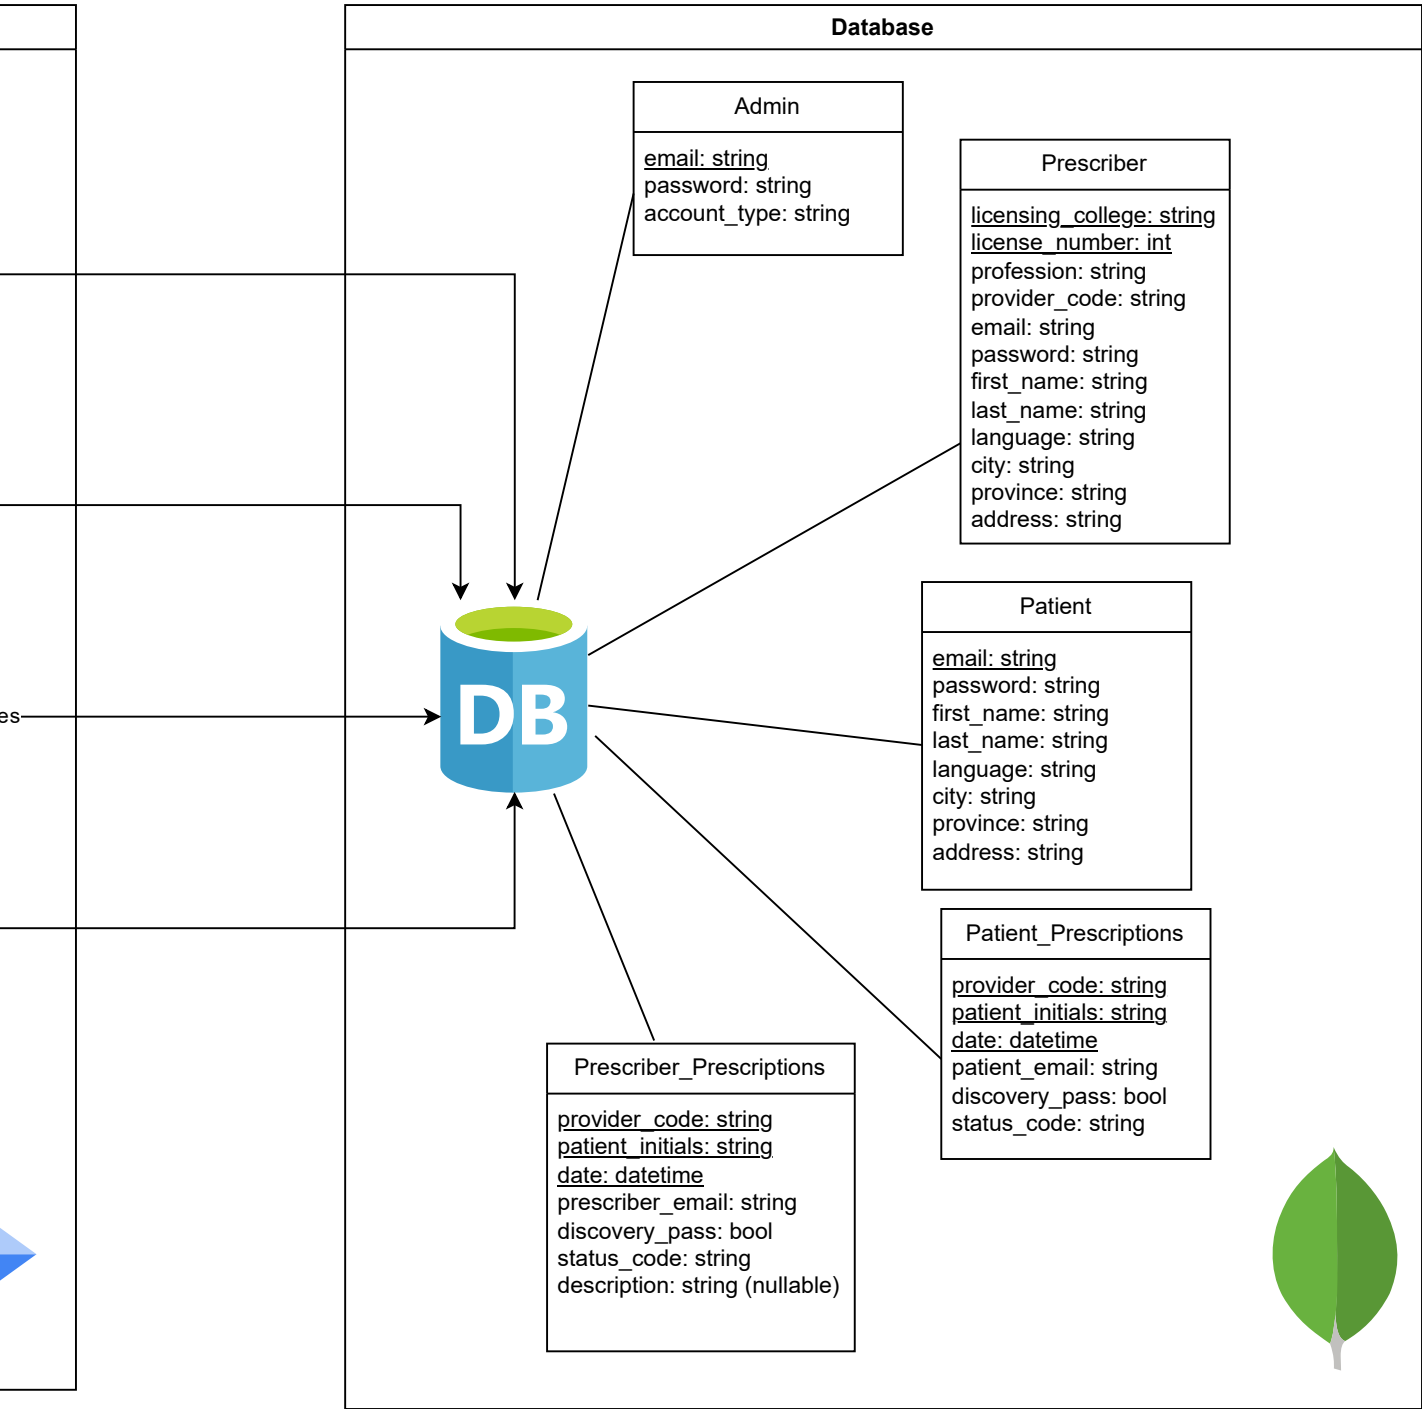 Database
Admin
email: string
password: string
account_type: string
Prescriber
licensing_college: string
license_number: int
profession: string
provider_code: string
email: string
password: string
first_name: string
last_name: string
language: string
city: string
province: string
address: string
Patient
email: string
password: string
first_name: string
last_name: string
language: string
city: string
province: string
address: string
es
DB
Patient_Prescriptions
provider_code: string
patient_initials: string
date: datetime
patient_email: string
discovery_pass: bool
status_code: string
Prescriber_Prescriptions
provider_code: string
patient_initials: string
date: datetime
prescriber_email: string
discovery_pass: bool
status_code: string
description: string (nullable)